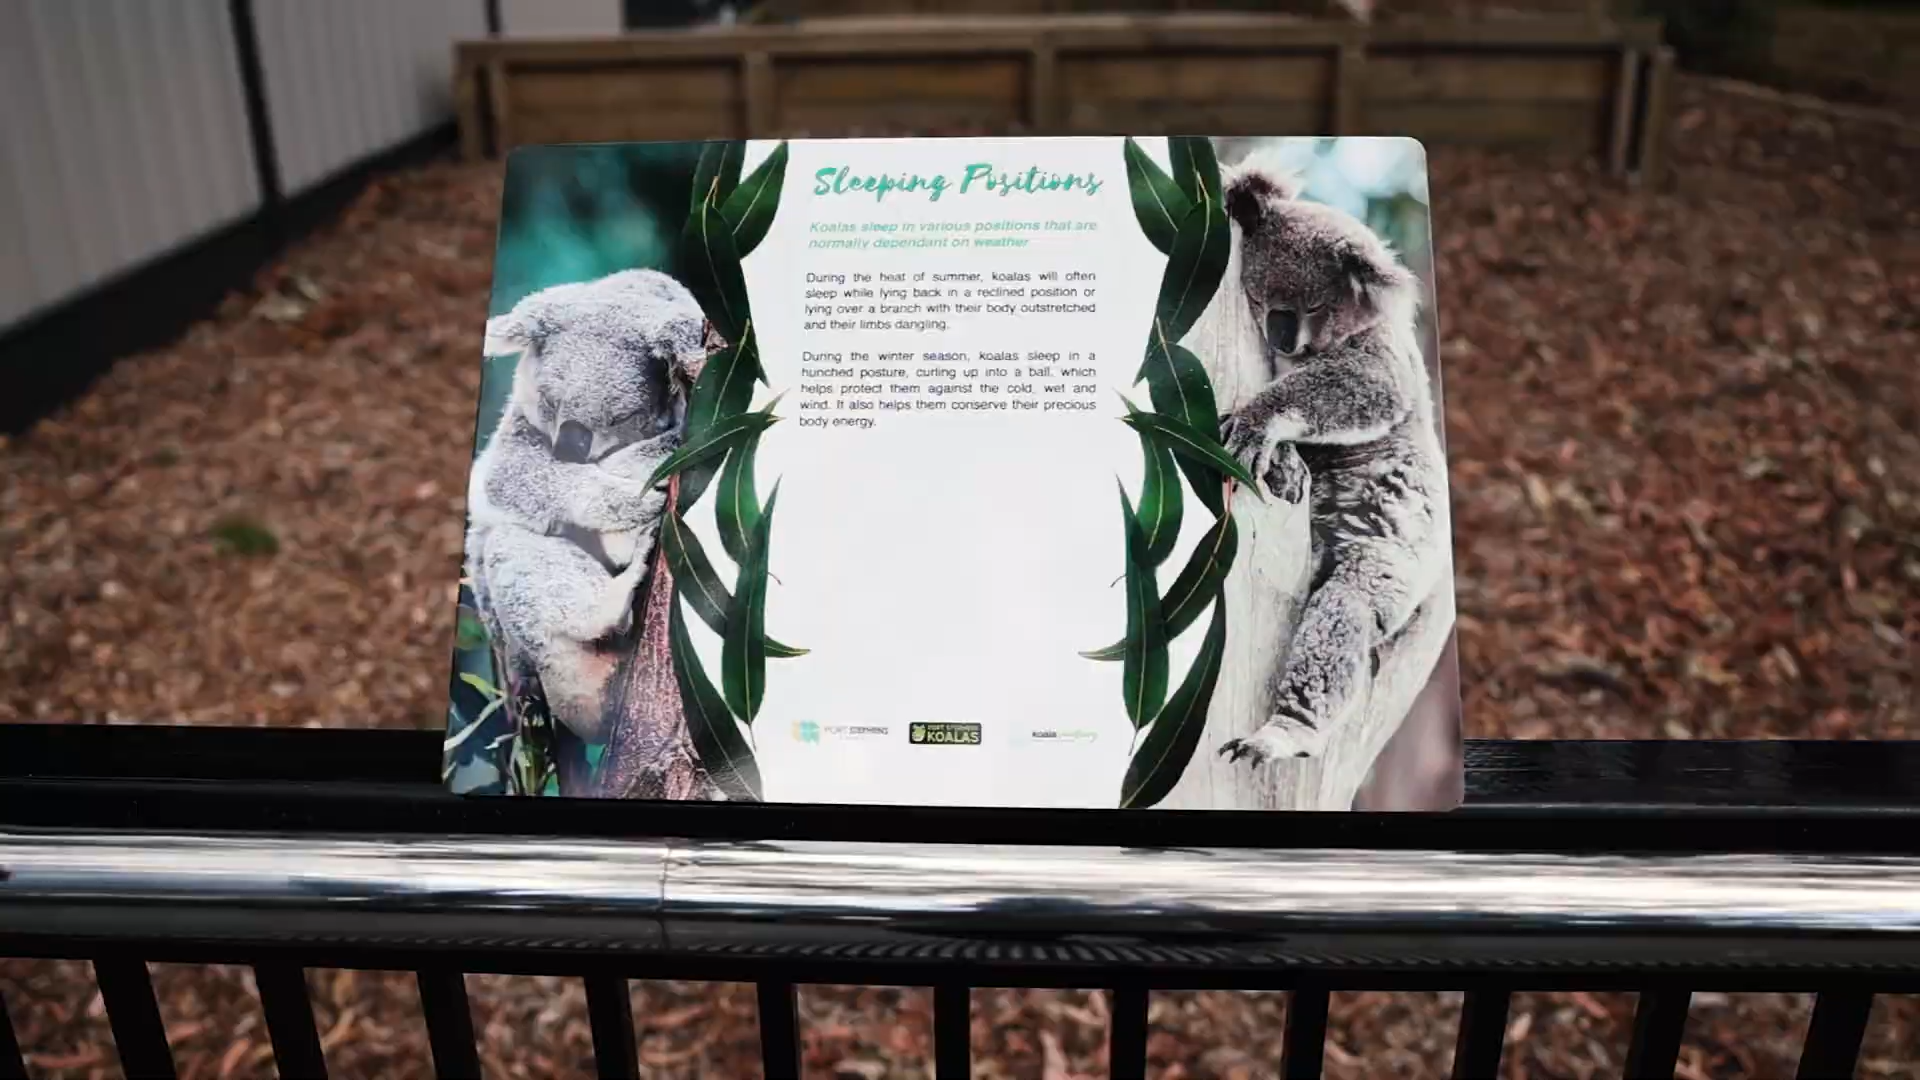 Sleeping Positions
Koalas sleep in various positions that are
normally dependant on weather
During the heat of summer, koalas will often
sleep while lying back in a reclined position or
lying over a branch with their body outstretched
and their limbs dangling.
During the winter season, koalas sleep in a
hunched posture, curling up into a ball, which
helps protect them against the cold, wet and
wind. It also helps them conserve their precious
body energy.
PORT STEPHENS
PORT STEPHENS
KOALAS
koala